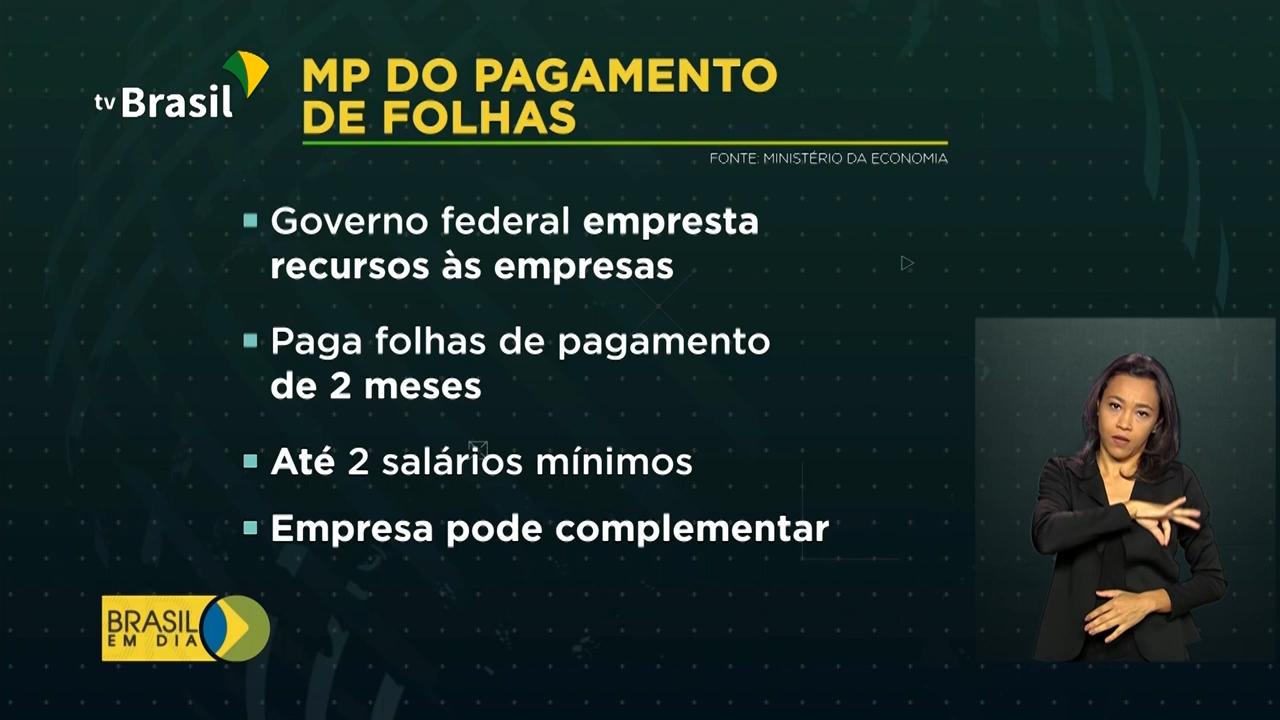 tv Brasil
MP DO PAGAMENTO
DE FOLHAS
FONTE: MINISTÉRIO DA ECONOMIA
Governo federal empresta
recursos às empresas
Paga folhas de pagamento
de 2 meses
Até 2 salários mínimos
Empresa pode complementar
BRASIL
EM DIA